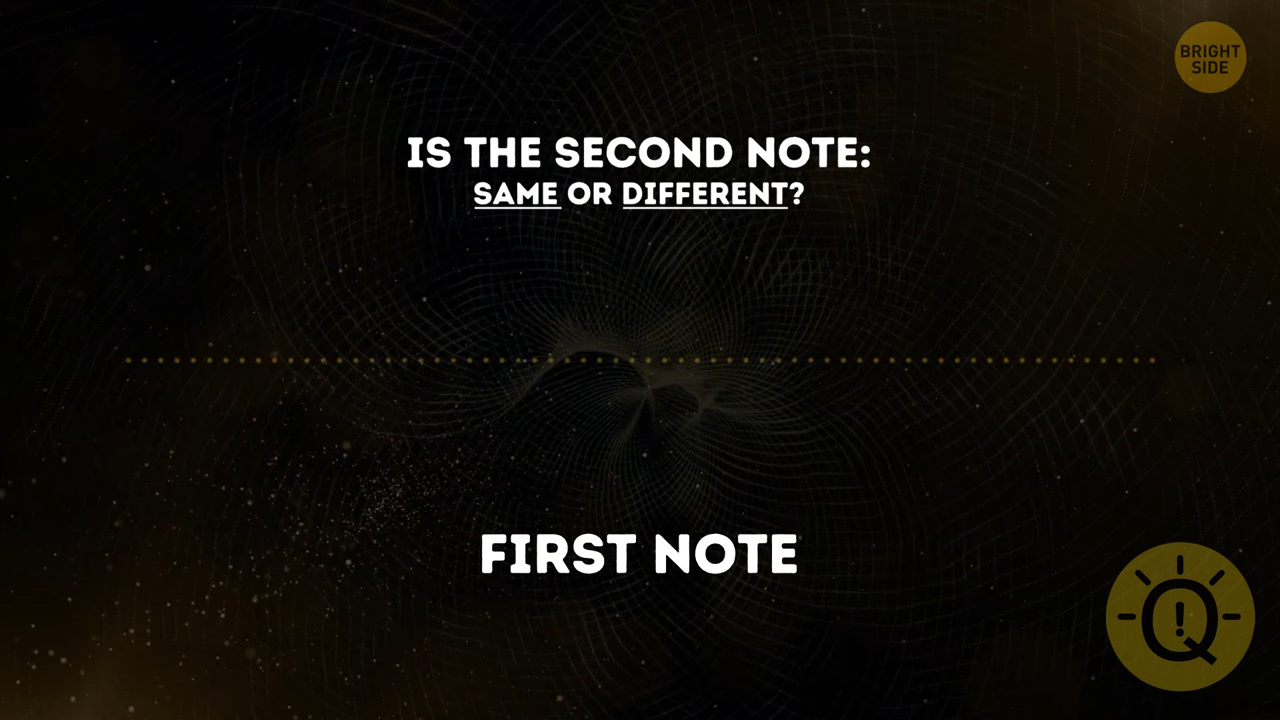 BRIGHT
SIDE
IS THE SECOND NOTE:
SAME OR DIFFERENT?
FIRST NOTE
Q!